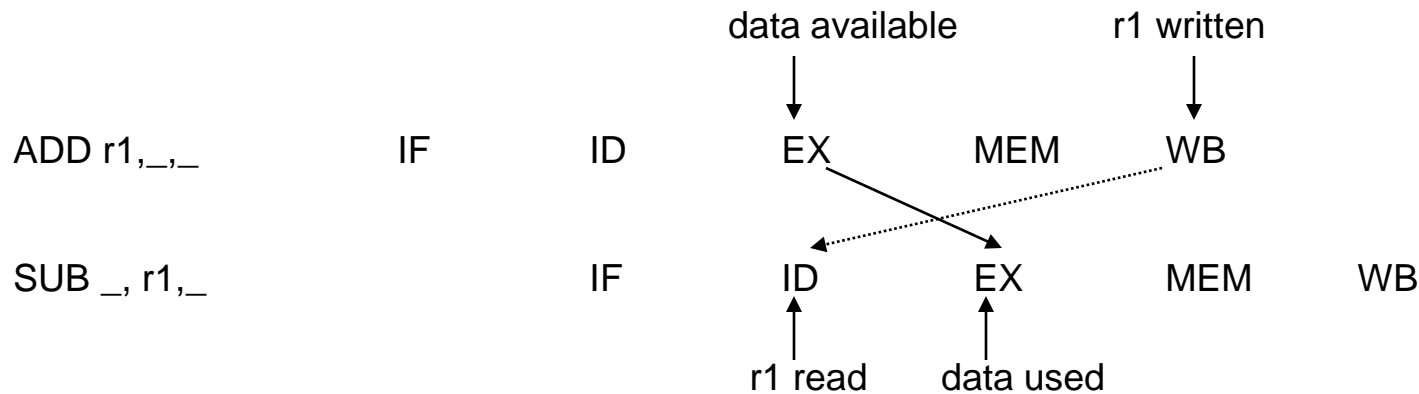 data available r1 written
ADD r1,_,_ IF ID EX MEM WB
SUB _, r1,_ IF ID EX MEM WB
r1 read data used